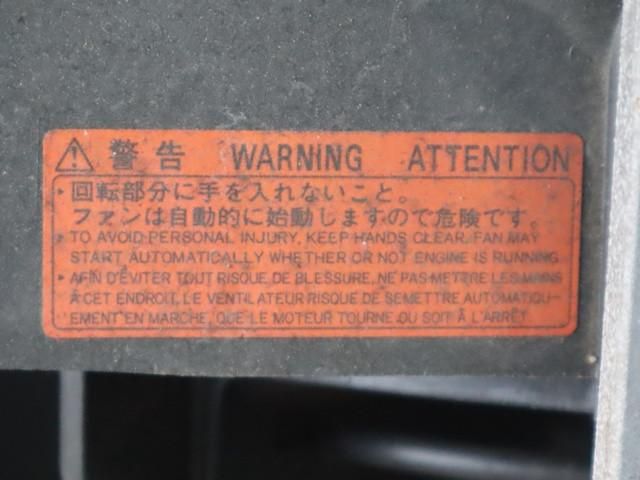 警告 WARNING ATTENTION
・回転部分に手を入れないこと。
ファンは自動的に始動しますので危険です。
・TO AVOID PERSONAL INJURY, KEEP HANDS CLEAR. FAN MAY
START AUTOMATICALLY WHETHER OR NOT ENGINE IS RUNNING.
・AFIN D'ÉVITER TOUT RISQUE DE BLESSURE, NE PAS METTRE LES MAINS
À CET ENDROIT, LE VENTILATEUR RISQUE DE SE METTRE AUTOMATIQU-
EMENT EN MARCHE, QUE LE MOTEUR TOURNE OU SOIT À L'ARRÊT.